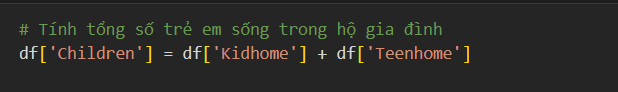 # Tính tổng số trẻ em sống trong hộ gia đình
df['Children'] = df['Kidhome'] + df['Teenhome']